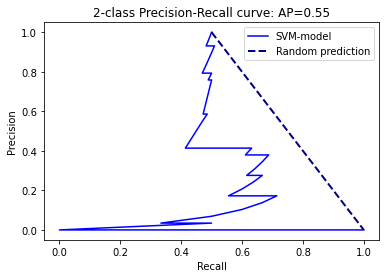 2-class Precision-Recall curve: AP=0.55
SVM-model
Random prediction
Precision
1.0
0.8
0.6
0.4
0.2
0.0
0.0 0.2 0.4 0.6 0.8 1.0
Recall